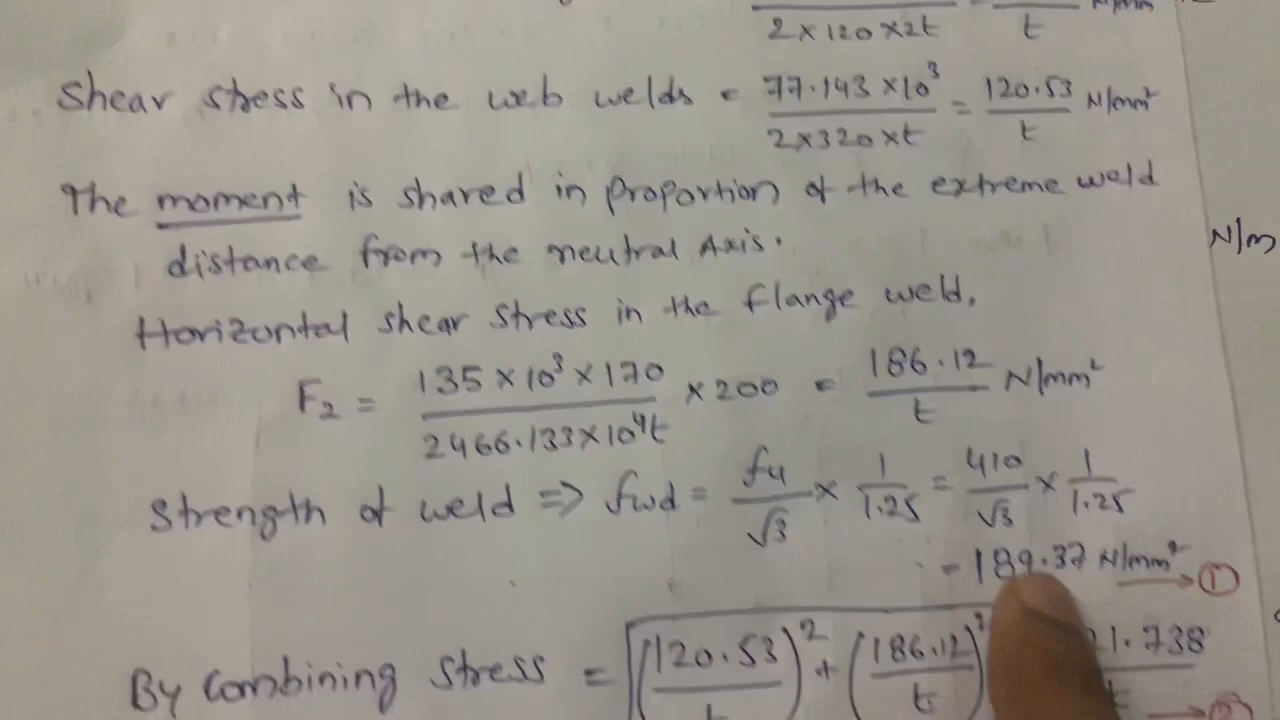 2×120×2t t N/mm
Shear stress in the web welds = 77.143×10³ / 2×320×t = 120.53 / t N/mm²
The moment is shared in proportion of the extreme weld
distance from the neutral Axis.
N/m
Horizontal shear stress in the flange weld,
F₂ = 135×10³×170 / 2466.133×10⁴t ×200 = 186.12 / t N/mm²
Strength of weld => fwd = fu / √3 × 1 / 1.25 = 410 / √3 × 1 / 1.25
= 189.37 N/mm² → ①
By Combining stress = √(120.53 / t)² + (186.12 / t)² 21.738 / t → ②